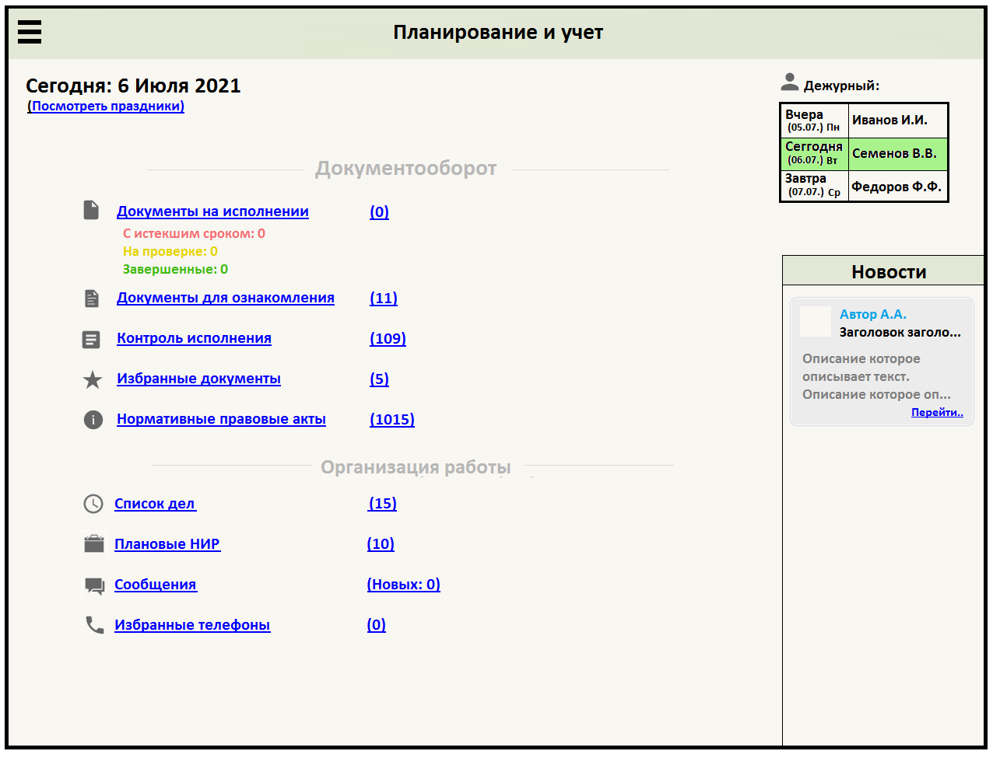 Планирование и учет
Сегодня: 6 Июля 2021
(Посмотреть праздники)
Дежурный:
Вчера
(05.07.) Пн
Иванов И.И.
Сеггодня
(06.07.) Вт
Семенов В.В.
Завтра
(07.07.) Ср
Федоров Ф.Ф.
Документооборот
Документы на исполнении (0)
С истекшим сроком: 0
На проверке: 0
Завершенные: 0
Документы для ознакомления (11)
Контроль исполнения (109)
Избранные документы (5)
Нормативные правовые акты (1015)
Организация работы
Список дел (15)
Плановые НИР (10)
Сообщения (Новых: 0)
Избранные телефоны (0)
Новости
Автор А.А.
Заголовок заголо...
Описание которое
описывает текст.
Описание которое оп...
Перейти..